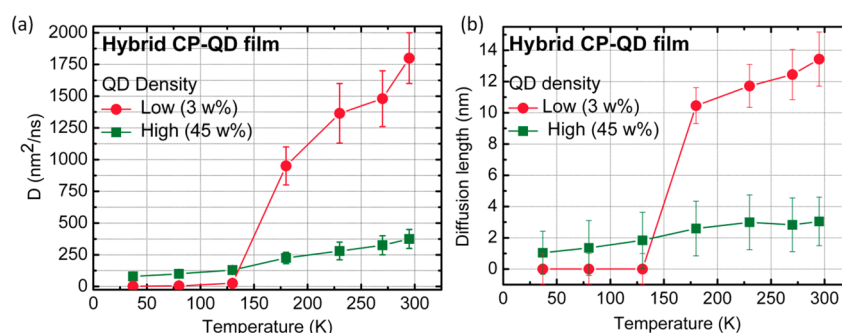 (a)
Hybrid CP-QD film
QD Density
Low (3 w%)
High (45 w%)
D (nm²/ns)
2000
1750
1500
1250
1000
750
500
250
0
0 50 100 150 200 250 300
Temperature (K)
(b)
Hybrid CP-QD film
QD density
Low (3 w%)
High (45 w%)
Diffusion length (nm)
14
12
10
8
6
4
2
0
0 50 100 150 200 250 300
Temperature (K)